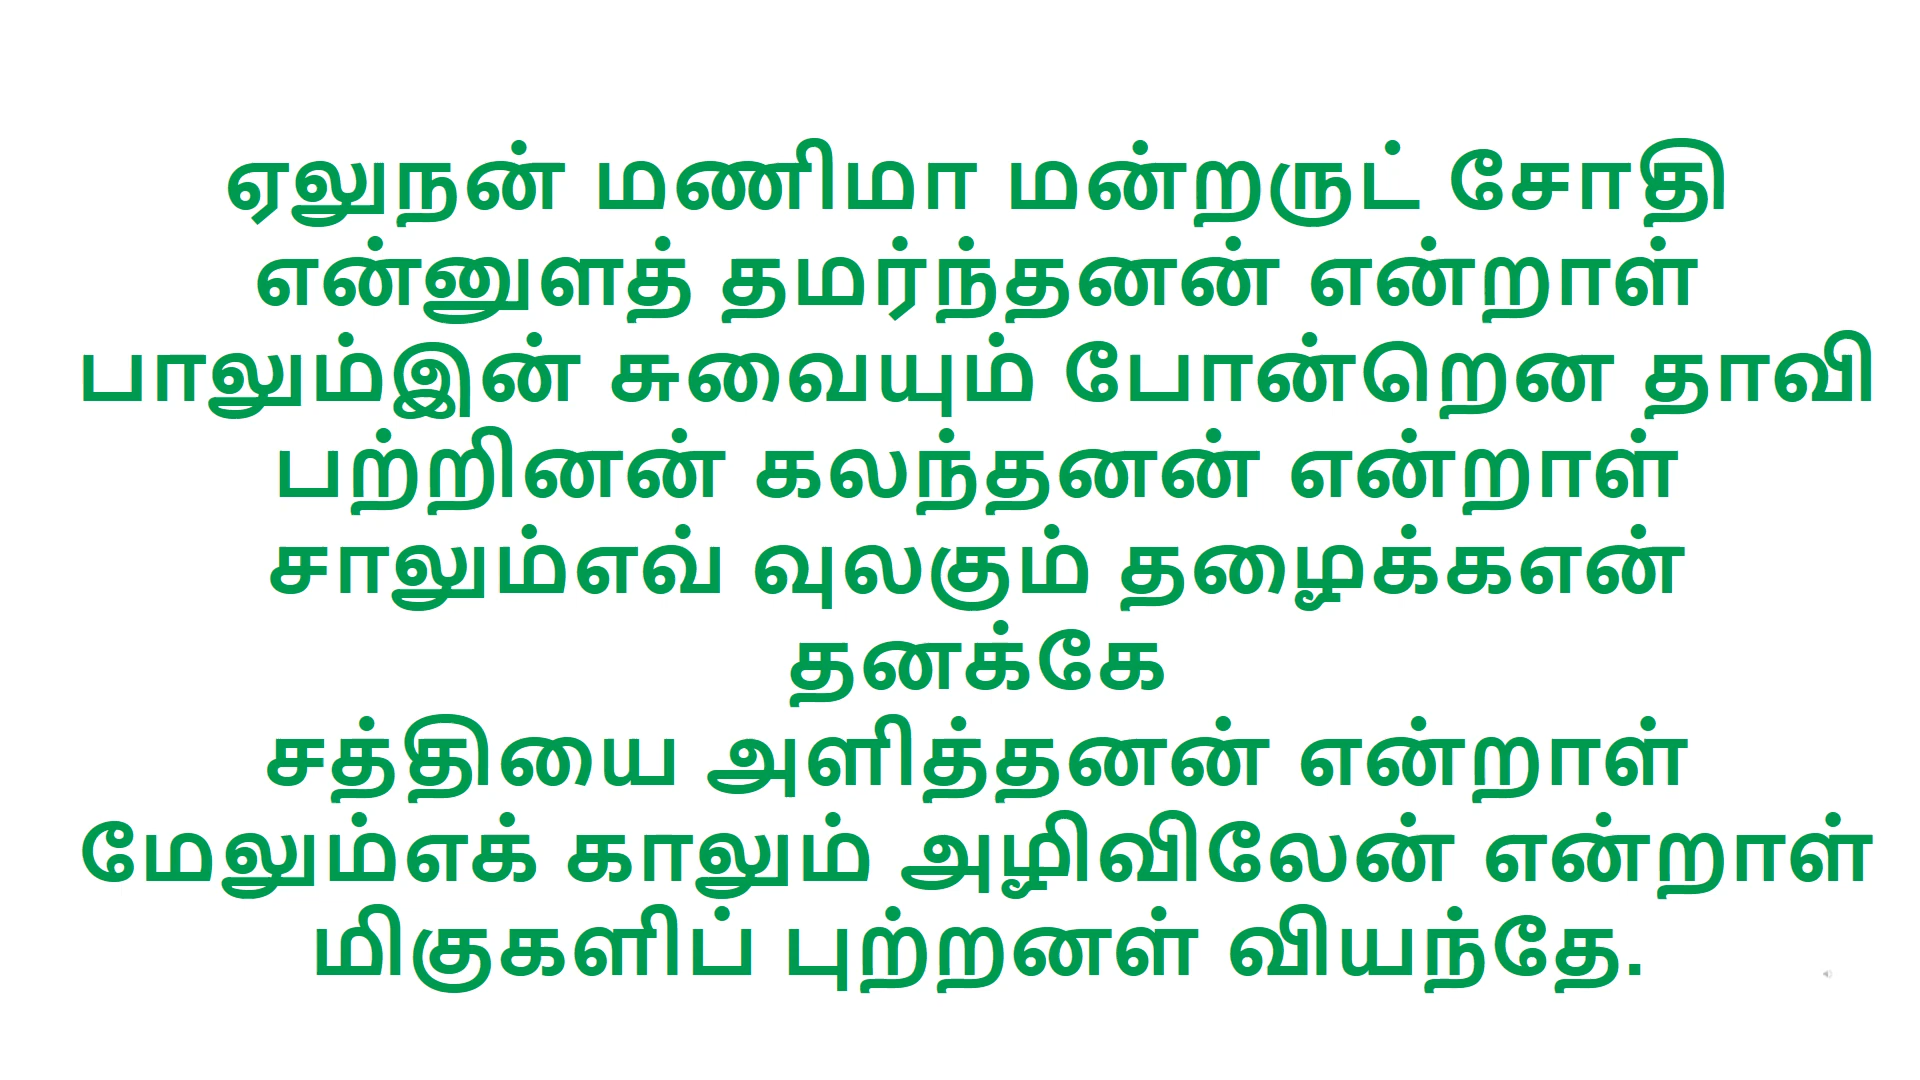 ஏலுநன் மணிமா மன்றருட் சோதி
என்னுளத் தமர்ந்தனன் என்றாள்
பாலும்இன் சுவையும் போன்றென தாவி
பற்றினன் கலந்தனன் என்றாள்
சாலும்எவ் வுலகும் தழைக்கஎன்
தனக்கே
சத்தியை அளித்தனன் என்றாள்
மேலும்எக் காலும் அழிவிலேன் என்றாள்
மிகுகளிப் புற்றனள் வியந்தே.